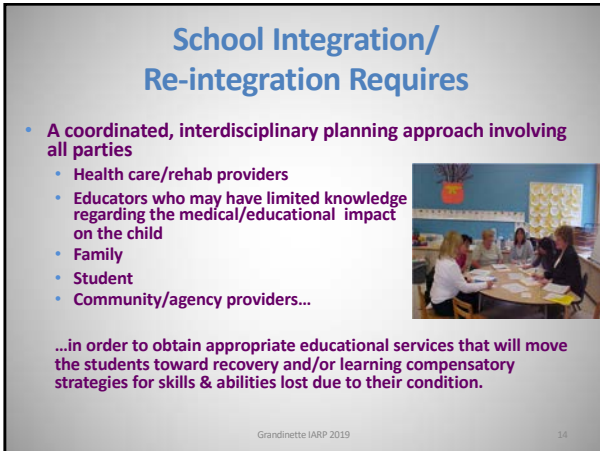 School Integration/
Re-integration Requires
• A coordinated, interdisciplinary planning approach involving
all parties
• Health care/rehab providers
• Educators who may have limited knowledge
regarding the medical/educational impact
on the child
• Family
• Student
• Community/agency providers…
…in order to obtain appropriate educational services that will move
the students toward recovery and/or learning compensatory
strategies for skills & abilities lost due to their condition.
Grandinette IARP 2019
14